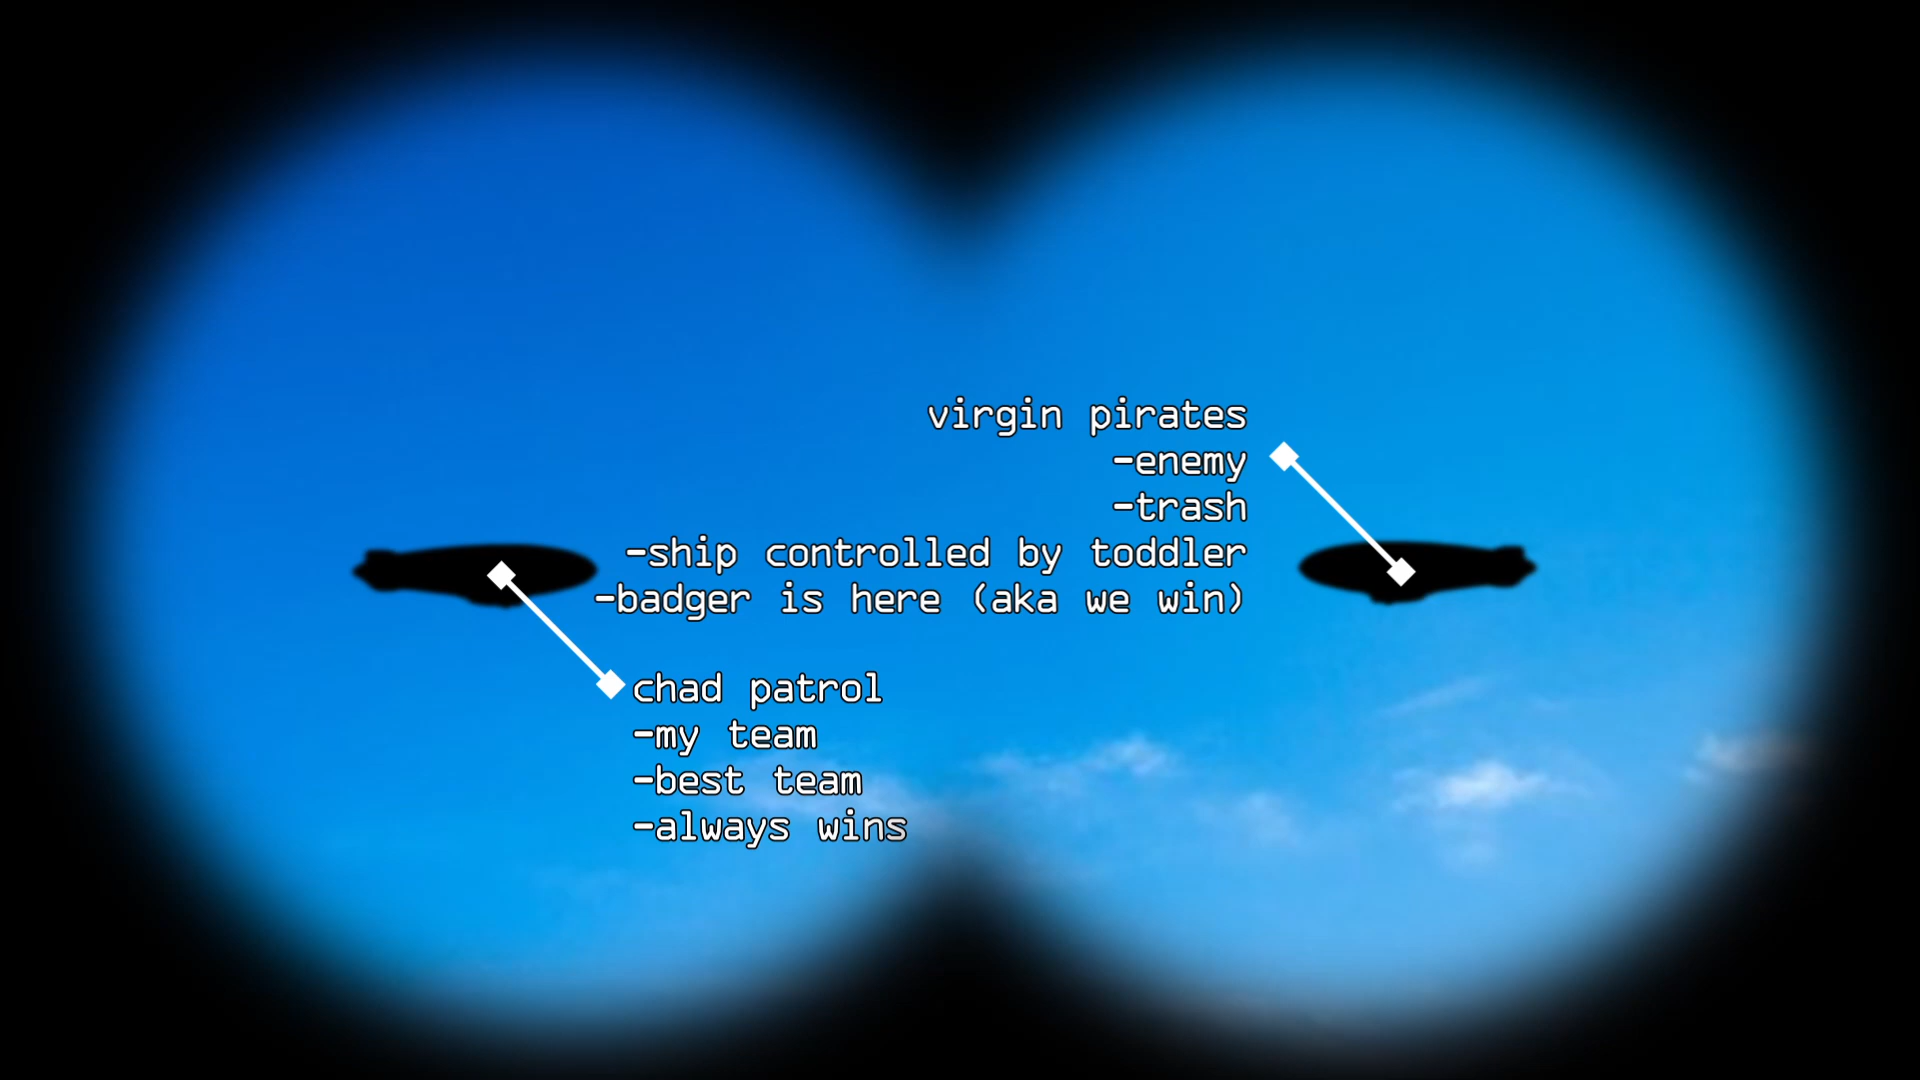 virgin pirates
-enemy
-trash
-ship controlled by toddler
-badger is here (aka we win)
chad patrol
-my team
-best team
-always wins